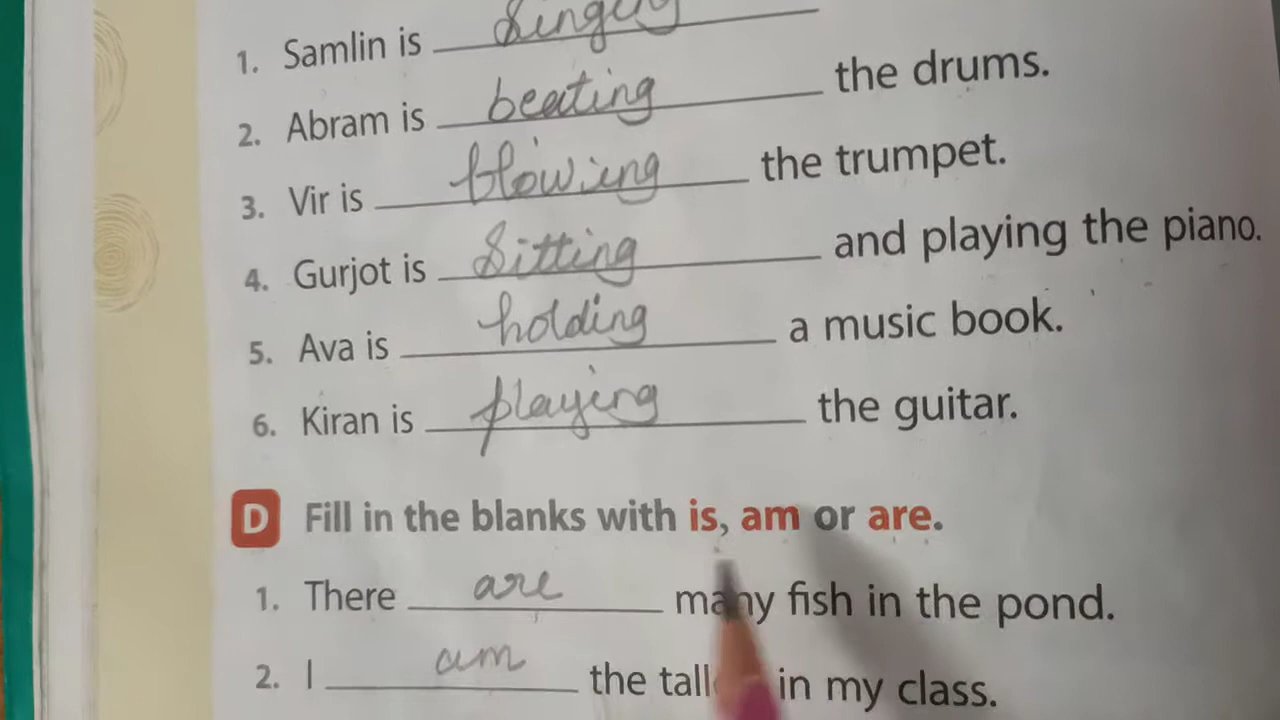 1. Samlin is singing
2. Abram is beating the drums.
3. Vir is blowing the trumpet.
4. Gurjot is Sitting and playing the piano.
5. Ava is holding a music book.
6. Kiran is playing the guitar.
D Fill in the blanks with is, am or are.
1. There are many fish in the pond.
2. I am the in my class.